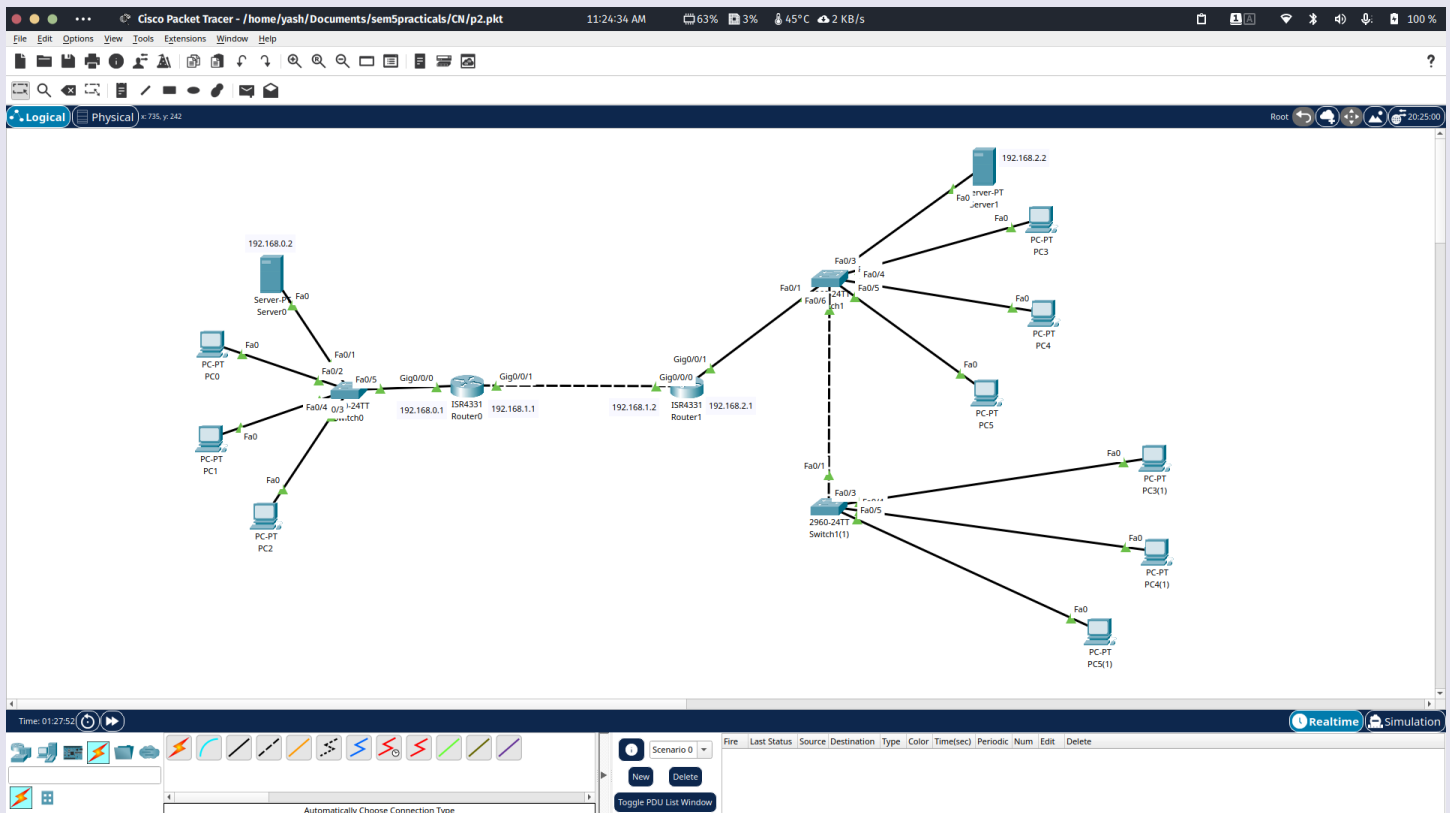 Cisco Packet Tracer - /home/yash/Documents/sem5practicals/CN/p2.pkt 11:24:34 AM 63% 3% 45°C 2 KB/s 1 A 100 %
File Edit Options View Tools Extensions Window Help
?
Logical Physical x: 735, y: 242 Root 20:25:00
192.168.2.2
Fa0
Server1
Fa0
PC-PT
PC3
192.168.0.2
Fa0
Server0
Fa0/3
Fa0/4
Fa0/1
Fa0/5
Fa0/6
Fa0
PC-PT
PC4
Fa0
PC-PT
PC0
Fa0/1
Fa0/2
Fa0/5
Gig0/0/0
Gig0/0/1
Gig0/0/1
Gig0/0/0
Fa0
PC-PT
PC5
Fa0/4
0/3
192.168.0.1
ISR4331
Router0
192.168.1.1
192.168.1.2
ISR4331
Router1
192.168.2.1
Fa0
PC-PT
PC1
Fa0
PC-PT
PC2
Fa0/1
Fa0/3
Fa0/5
2960-24TT
Switch1(1)
Fa0
PC-PT
PC3(1)
Fa0
PC-PT
PC4(1)
Fa0
PC-PT
PC5(1)
Time: 01:27:52 Realtime Simulation
Scenario 0
New Delete
Toggle PDU List Window
Fire Last Status Source Destination Type Color Time(sec) Periodic Num Edit Delete
Automatically Choose Connection Type